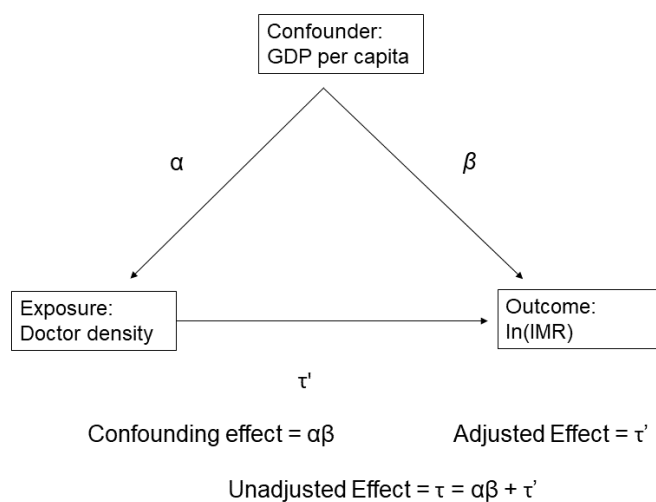 Confounder:
GDP per capita
α
β
Exposure:
Doctor density
Outcome:
ln(IMR)
τ'
Confounding effect = αβ
Adjusted Effect = τ’
Unadjusted Effect = τ = αβ + τ’